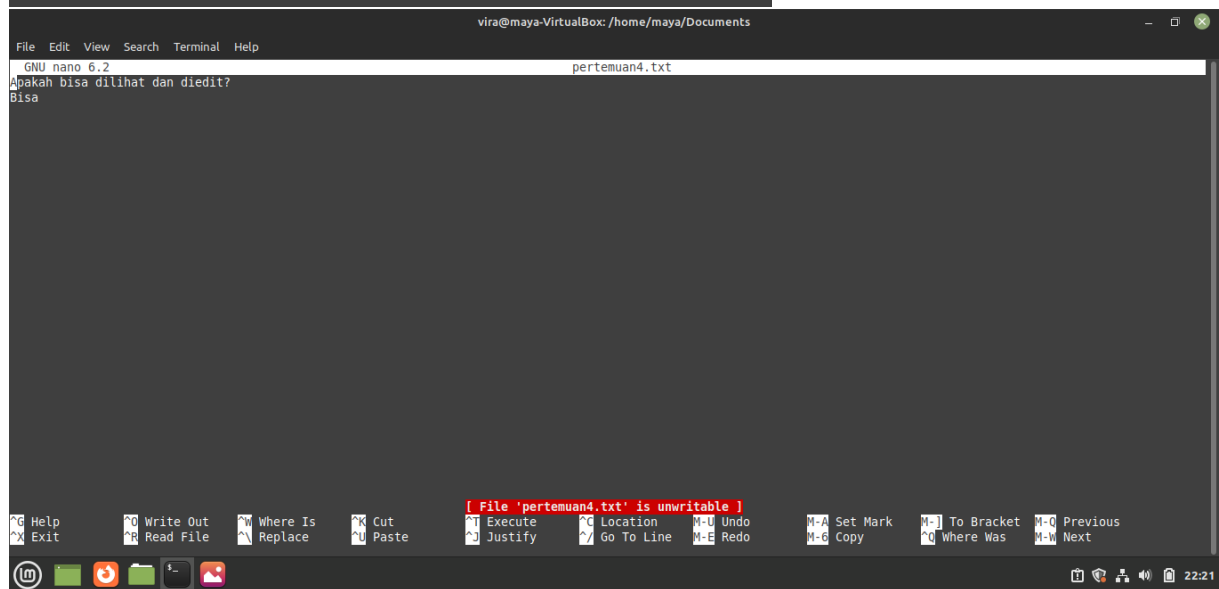 vira@maya-VirtualBox: /home/maya/Documents
File Edit View Search Terminal Help
GNU nano 6.2 pertemuan4.txt
Apakah bisa dilihat dan diedit?
Bisa
[ File 'pertemuan4.txt' is unwritable ]
^G Help ^O Write Out ^W Where Is ^K Cut ^T Execute ^C Location M-U Undo M-A Set Mark M-] To Bracket M-Q Previous
^X Exit ^R Read File ^\ Replace ^U Paste ^J Justify ^/ Go To Line M-E Redo M-6 Copy ^Q Where Was M-W Next
22:21